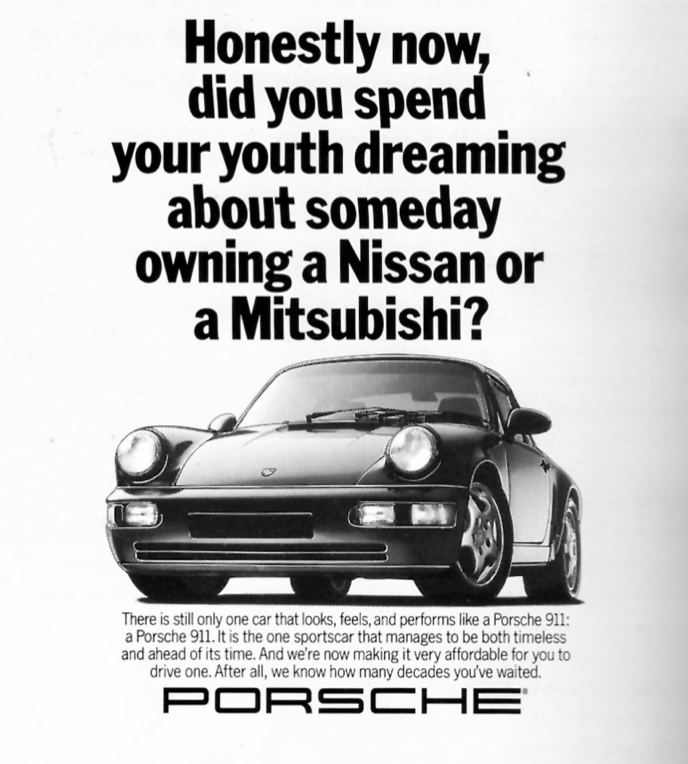 Honestly now,
did you spend
your youth dreaming
about someday
owning a Nissan or
a Mitsubishi?
There is still only one car that looks, feels, and performs like a Porsche 911:
a Porsche 911. It is the one sportscar that manages to be both timeless
and ahead of its time. And we're now making it very affordable for you to
drive one. After all, we know how many decades you've waited.
PORSCHE®